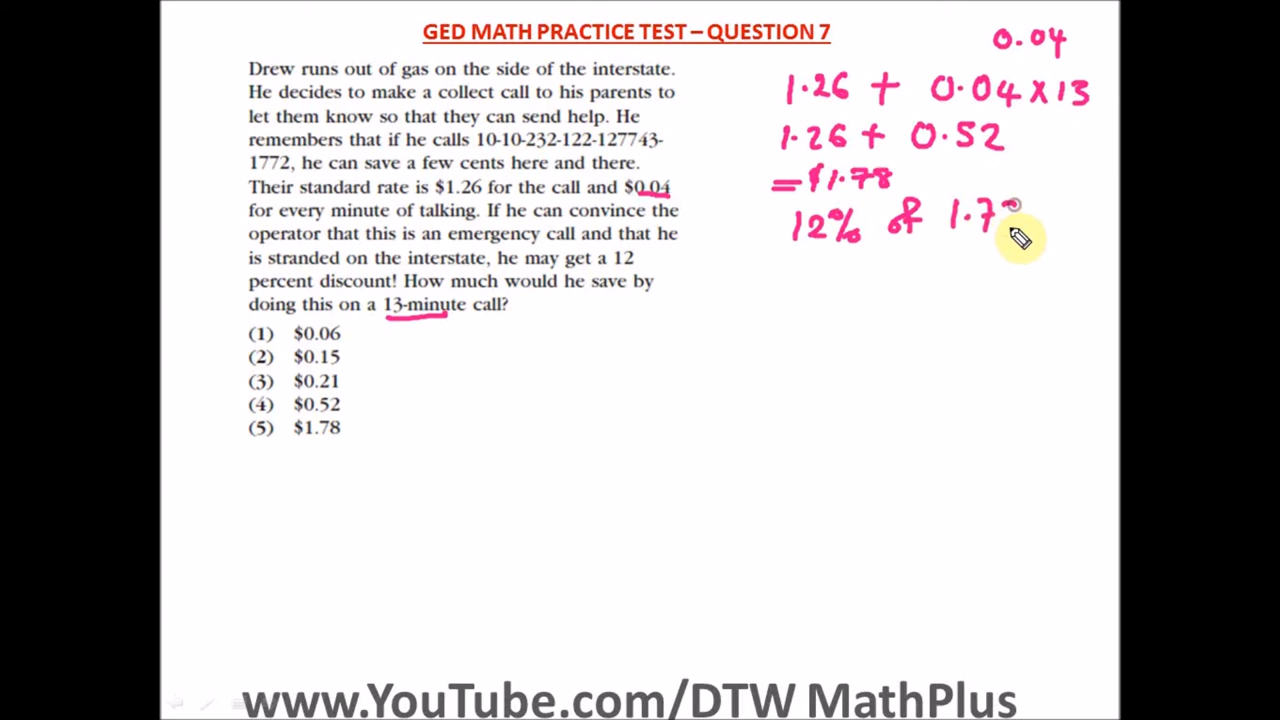 GED MATH PRACTICE TEST – QUESTION 7
Drew runs out of gas on the side of the interstate.
He decides to make a collect call to his parents to
let them know so that they can send help. He
remembers that if he calls 10-10-232-122-127743-
1772, he can save a few cents here and there.
Their standard rate is $1.26 for the call and $0.04
for every minute of talking. If he can convince the
operator that this is an emergency call and that he
is stranded on the interstate, he may get a 12
percent discount! How much would he save by
doing this on a 13-minute call?
(1) $0.06
(2) $0.15
(3) $0.21
(4) $0.52
(5) $1.78
0.04
1.26 + 0.04 x 13
1.26 + 0.52
= $1.78
12% of 1.7
www.YouTube.com/DTW MathPlus